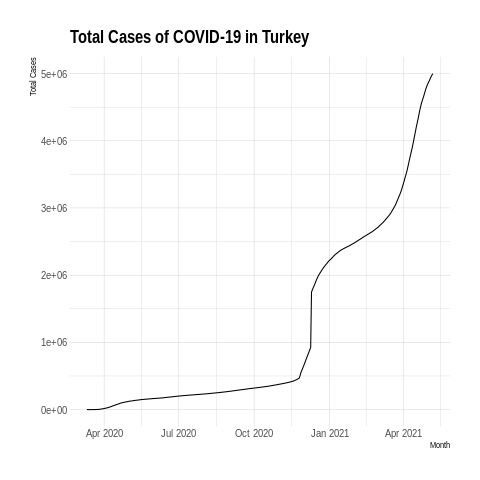 Total Cases of COVID-19 in Turkey
Total Cases
5e+06
4e+06
3e+06
2e+06
1e+06
0e+00
Apr 2020 Jul 2020 Oct 2020 Jan 2021 Apr 2021
Month